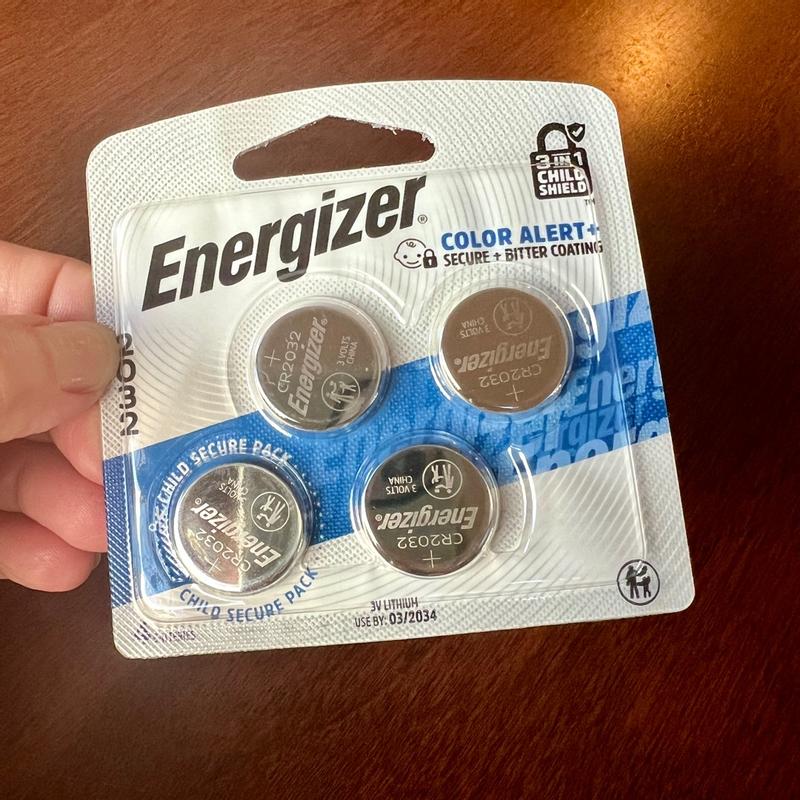 3 IN 1
CHILD
SHIELD™
Energizer®
COLOR ALERT+
SECURE + BITTER COATING
2032
+
CR2032
Energizer®
3 VOLTS
CHINA
+
CR2032
Energizer®
3 VOLTS
CHINA
CHILD SECURE PACK
+
CR2032
Energizer®
3 VOLTS
CHINA
+
CR2032
Energizer®
3 VOLTS
CHINA
Energizer
CHILD SECURE PACK
3V LITHIUM
USE BY: 03/2034